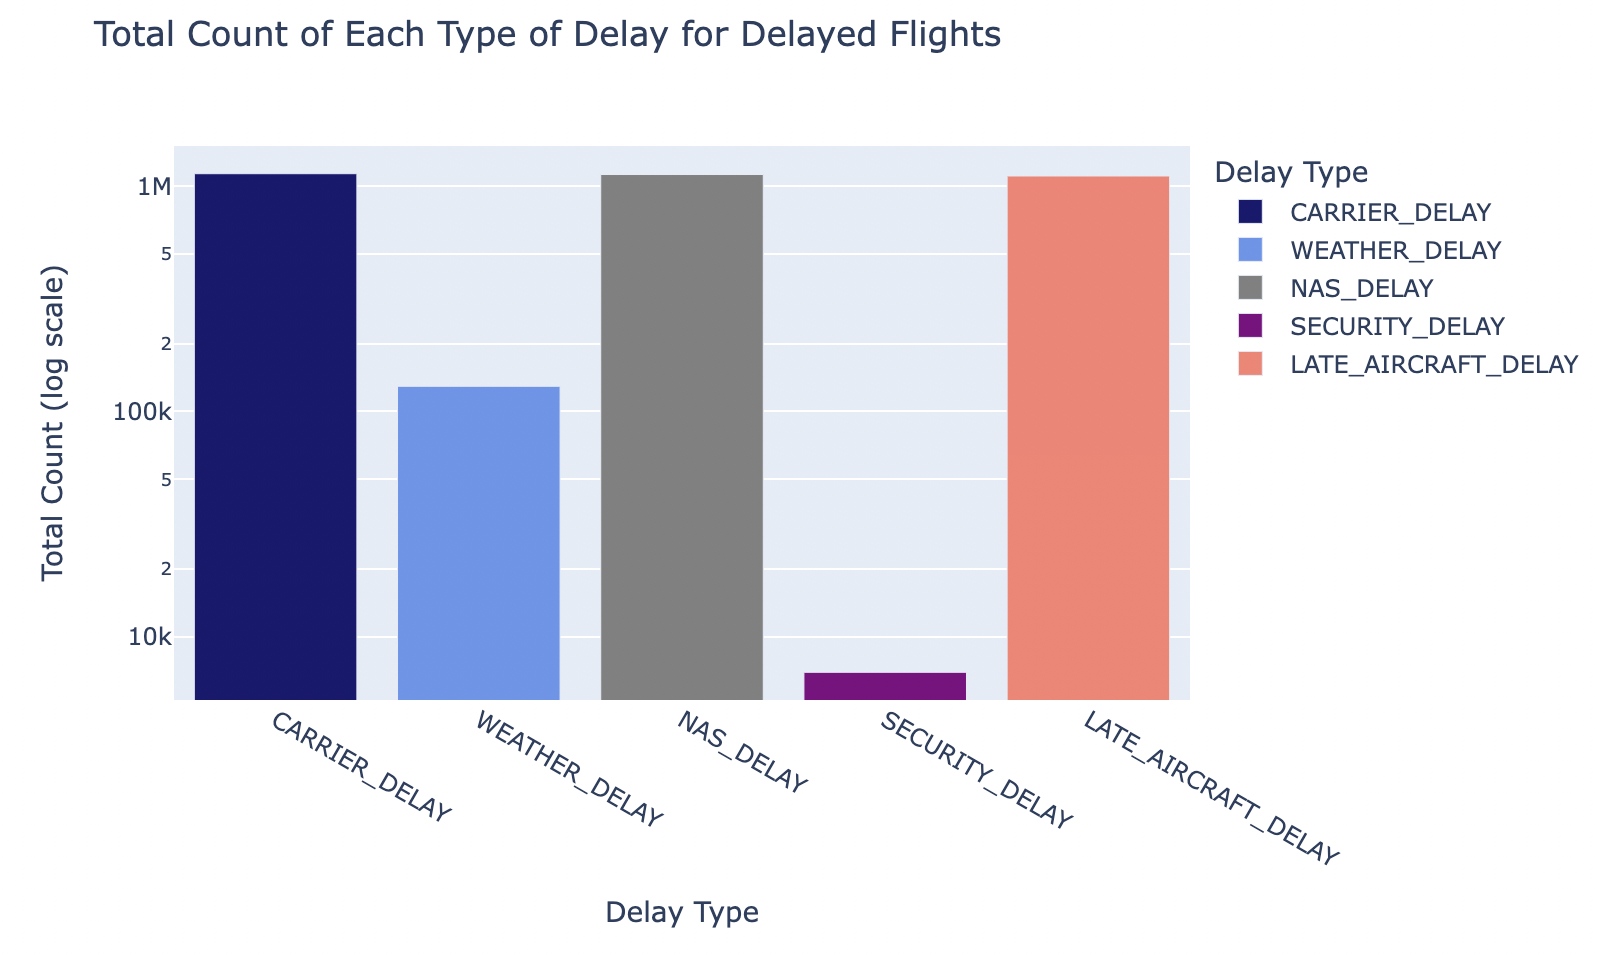 Total Count of Each Type of Delay for Delayed Flights
Total Count (log scale)
1M
5
2
100k
5
2
10k
CARRIER_DELAY
WEATHER_DELAY
NAS_DELAY
SECURITY_DELAY
LATE_AIRCRAFT_DELAY
Delay Type
Delay Type
CARRIER_DELAY
WEATHER_DELAY
NAS_DELAY
SECURITY_DELAY
LATE_AIRCRAFT_DELAY